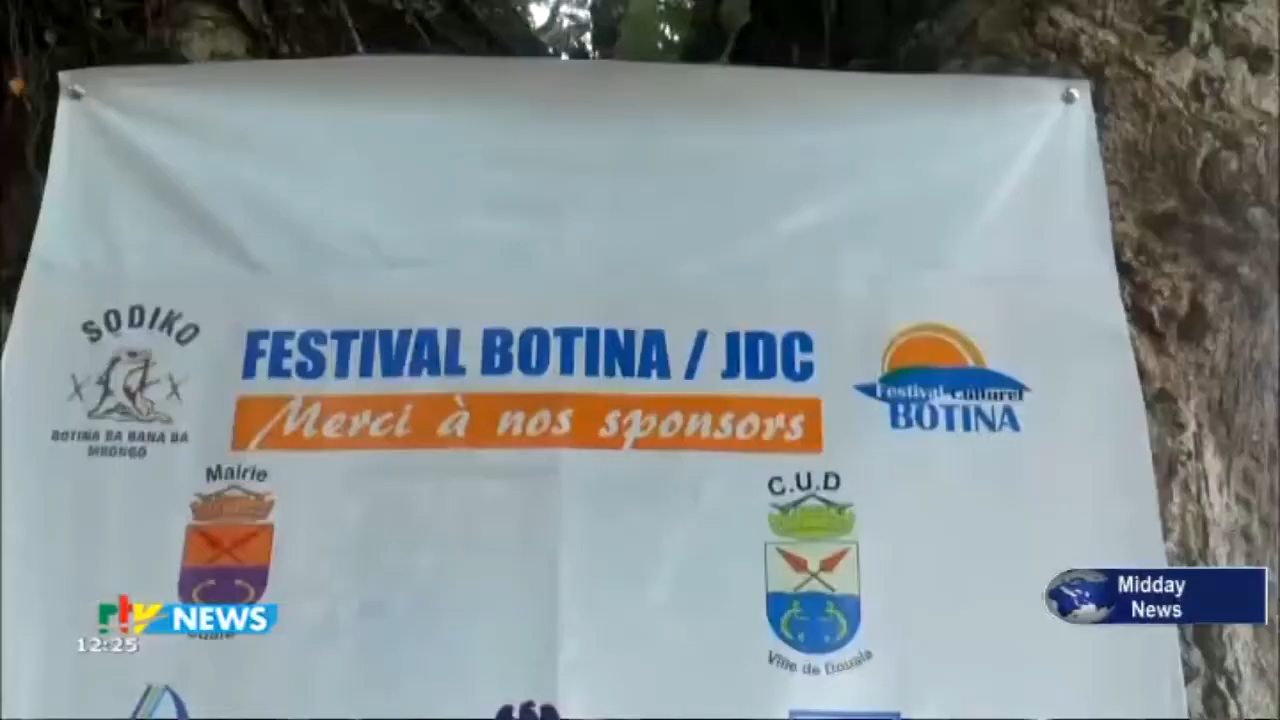 SODIKO
BOTINA BA BANA BA
MBONGO
FESTIVAL BOTINA / JDC
Merci à nos sponsors
Festival Culturel
BOTINA
Mairie
C.U.D
Ville de Douala
rtv NEWS
12:25
Midday
News